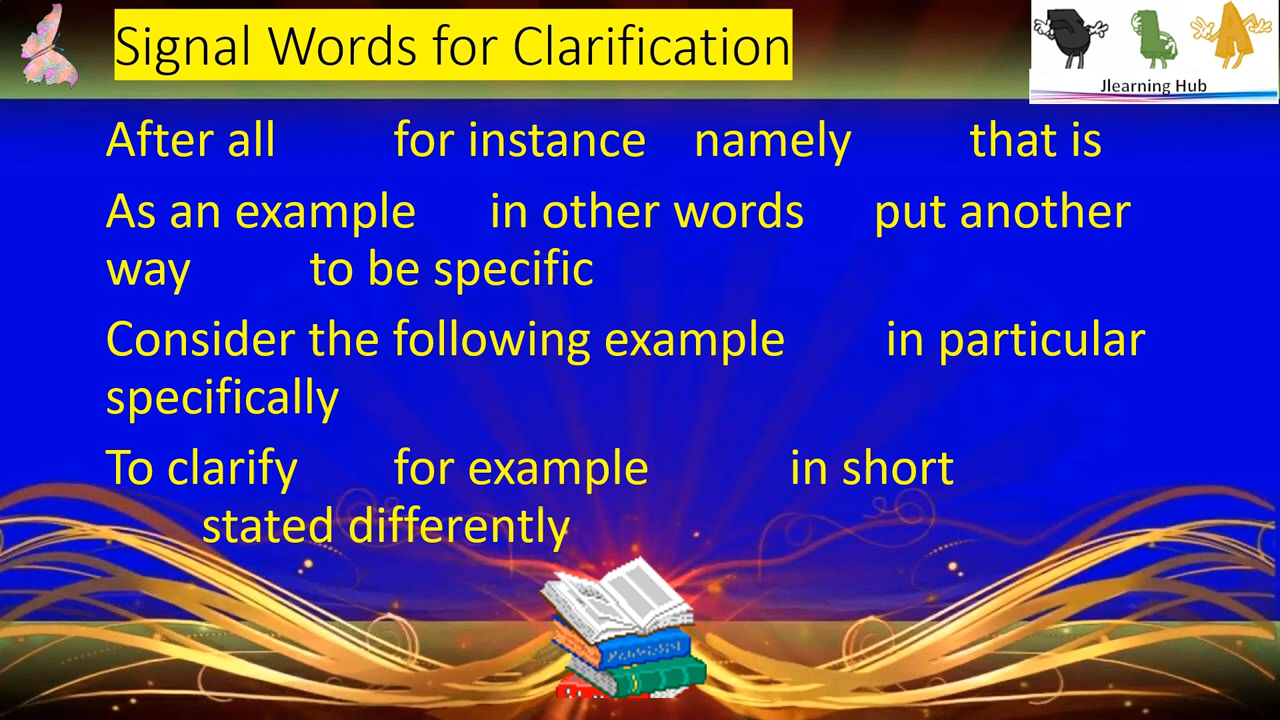 Signal Words for Clarification
Jlearning Hub
After all for instance namely that is
As an example in other words put another
way to be specific
Consider the following example in particular
specifically
To clarify for example in short
stated differently